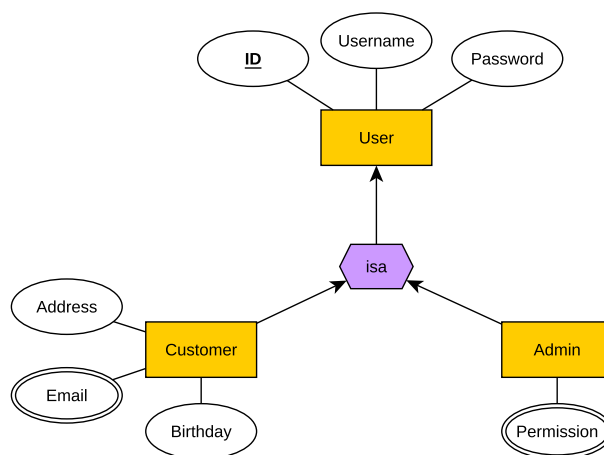 Username
ID
Password
User
isa
Address
Customer
Admin
Email
Birthday
Permission